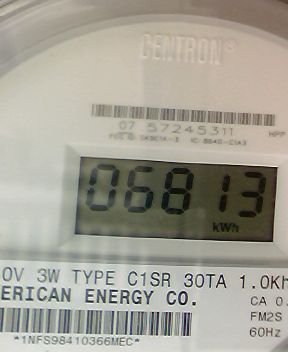 CENTRON®
07 57245311
HPP
06813
kWh
0V 3W TYPE C1SR 30TA 1.0Kh
ERICAN ENERGY CO.
CA 0.
FM2S
60Hz
*1NFS98410366MEC*